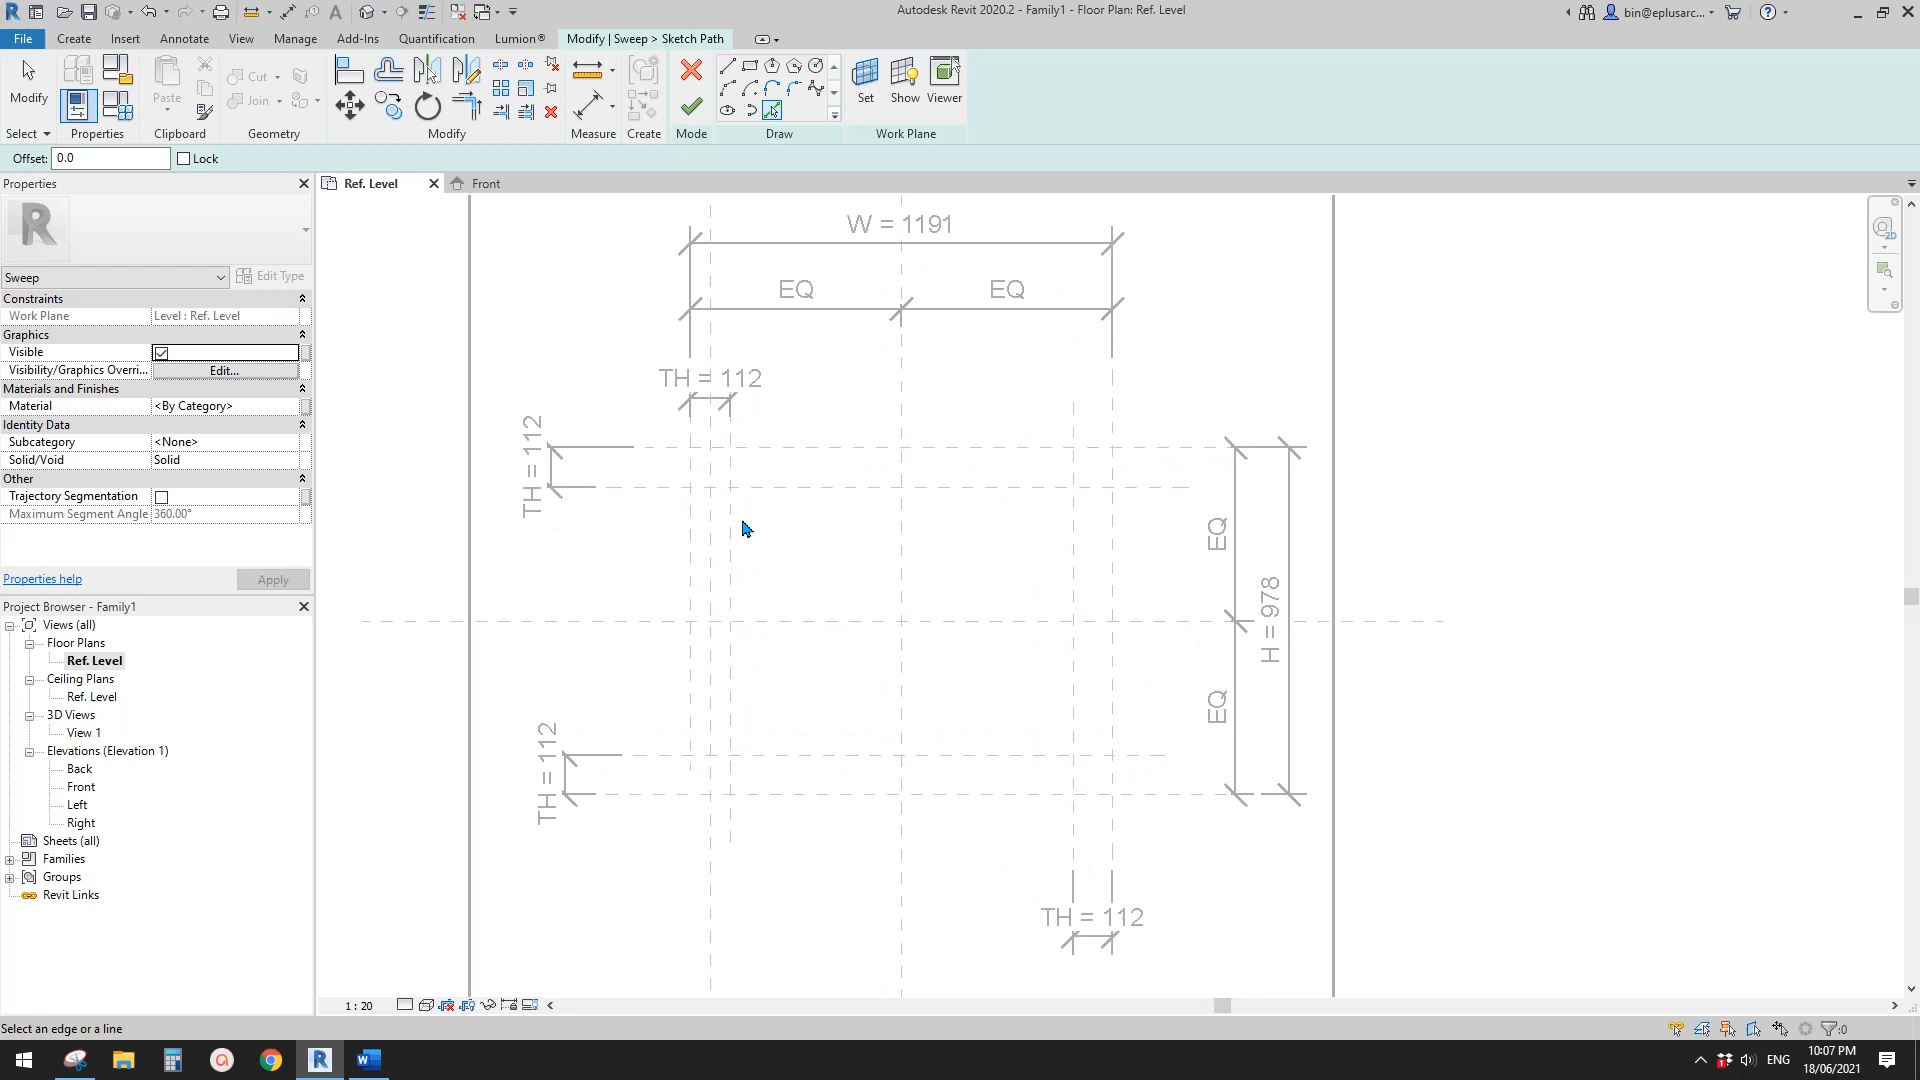 Autodesk Revit 2020.2 - Family1 - Floor Plan: Ref. Level
bin@eplusarc...
File
Create
Insert
Annotate
View
Manage
Add-Ins
Quantification
Lumion®
Modify | Sweep > Sketch Path
Modify
Paste
Cut
Join
Set
Show
Viewer
Select
Properties
Clipboard
Geometry
Modify
Measure
Create
Mode
Draw
Work Plane
Offset:
0.0
Lock
Properties
Ref. Level
Front
Sweep
Edit Type
Constraints
Work Plane
Level : Ref. Level
Graphics
Visible
Visibility/Graphics Overri...
Edit...
Materials and Finishes
Material
<By Category>
Identity Data
Subcategory
<None>
Solid/Void
Solid
Other
Trajectory Segmentation
Maximum Segment Angle
360.00°
Properties help
Apply
Project Browser - Family1
Views (all)
Floor Plans
Ref. Level
Ceiling Plans
Ref. Level
3D Views
View 1
Elevations (Elevation 1)
Back
Front
Left
Right
Sheets (all)
Families
Groups
Revit Links
W = 1191
EQ
EQ
TH = 112
TH = 112
EQ
H = 978
EQ
TH = 112
TH = 112
2D
1 : 20
Select an edge or a line
:0
ENG
10:07 PM
18/06/2021